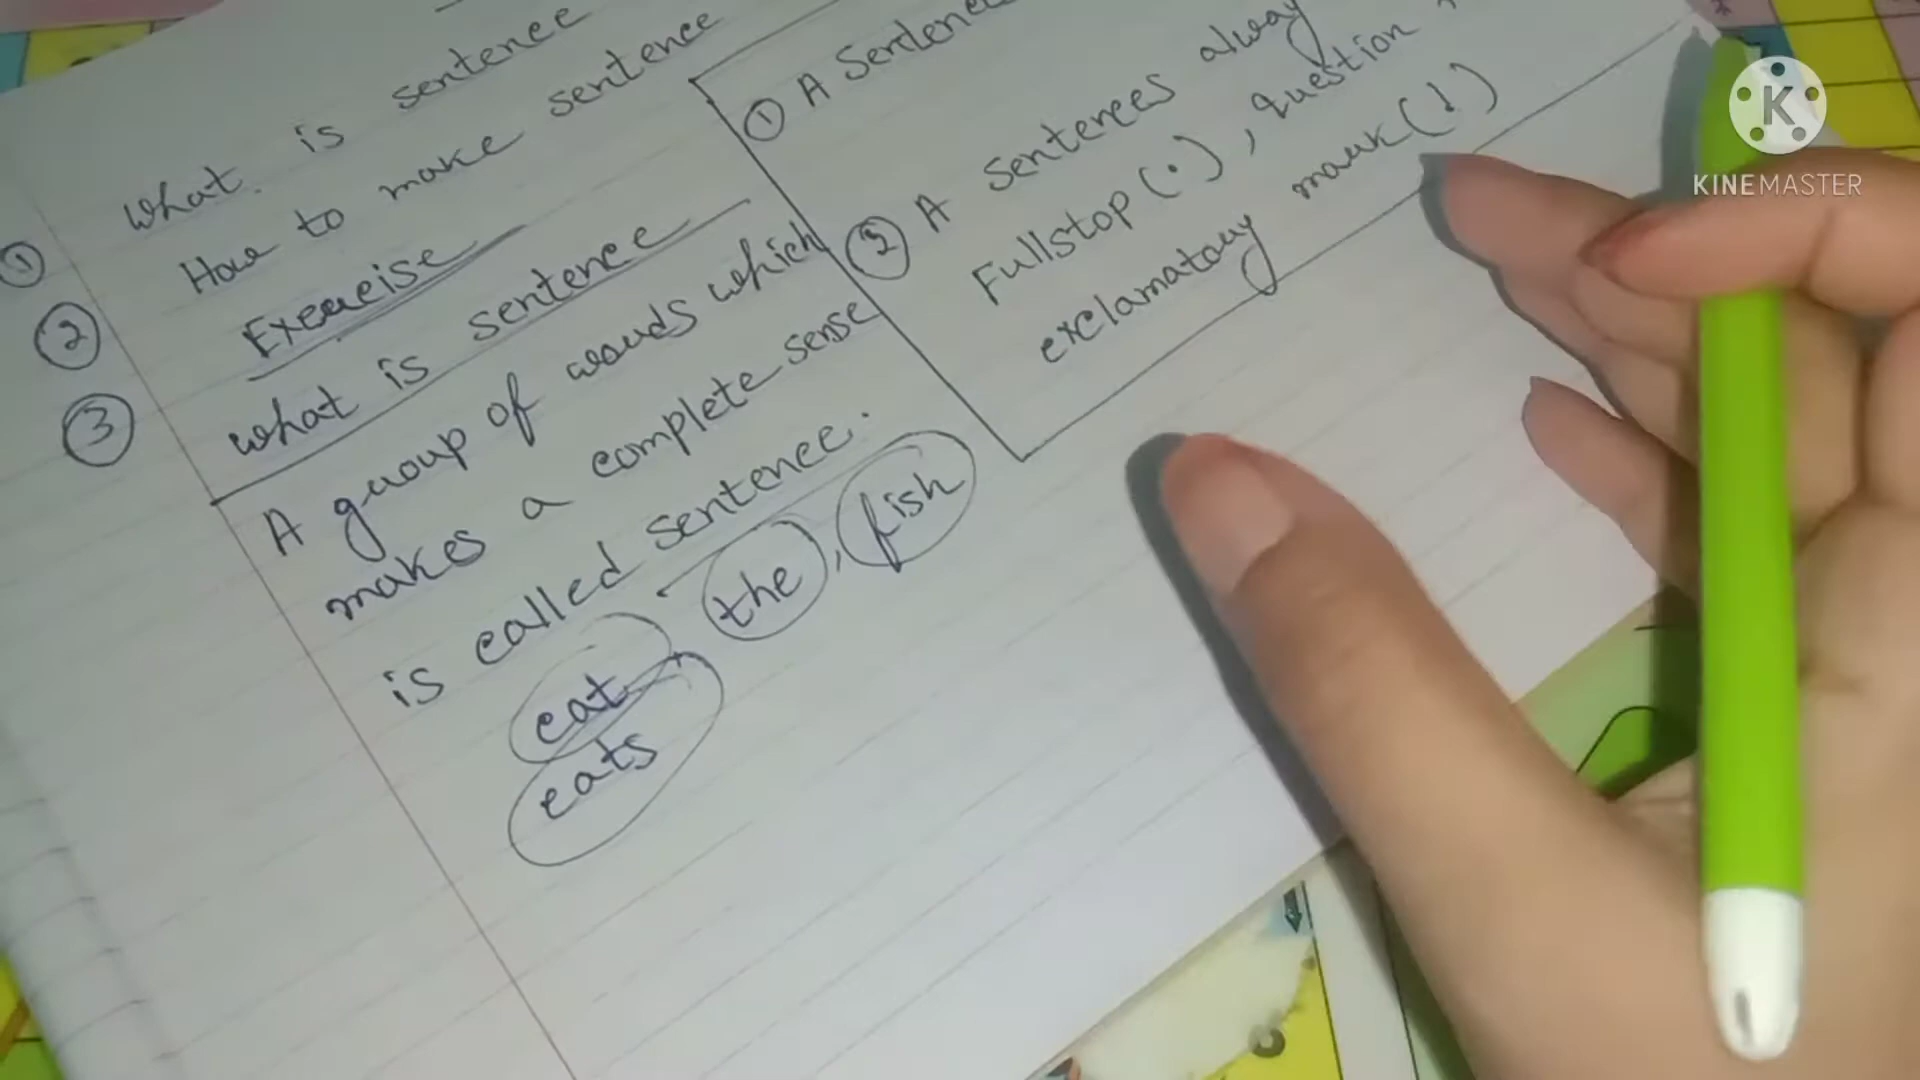 ① What is sentence
② How to make sentence
③ Exercise
what is sentence
A group of words which
makes a complete sense
is called sentence.
cat, the, fish
eats
① A Sentence
② A Sentences alway
Fullstop (.), question
exclamatory mark (!)
K
KINEMASTER